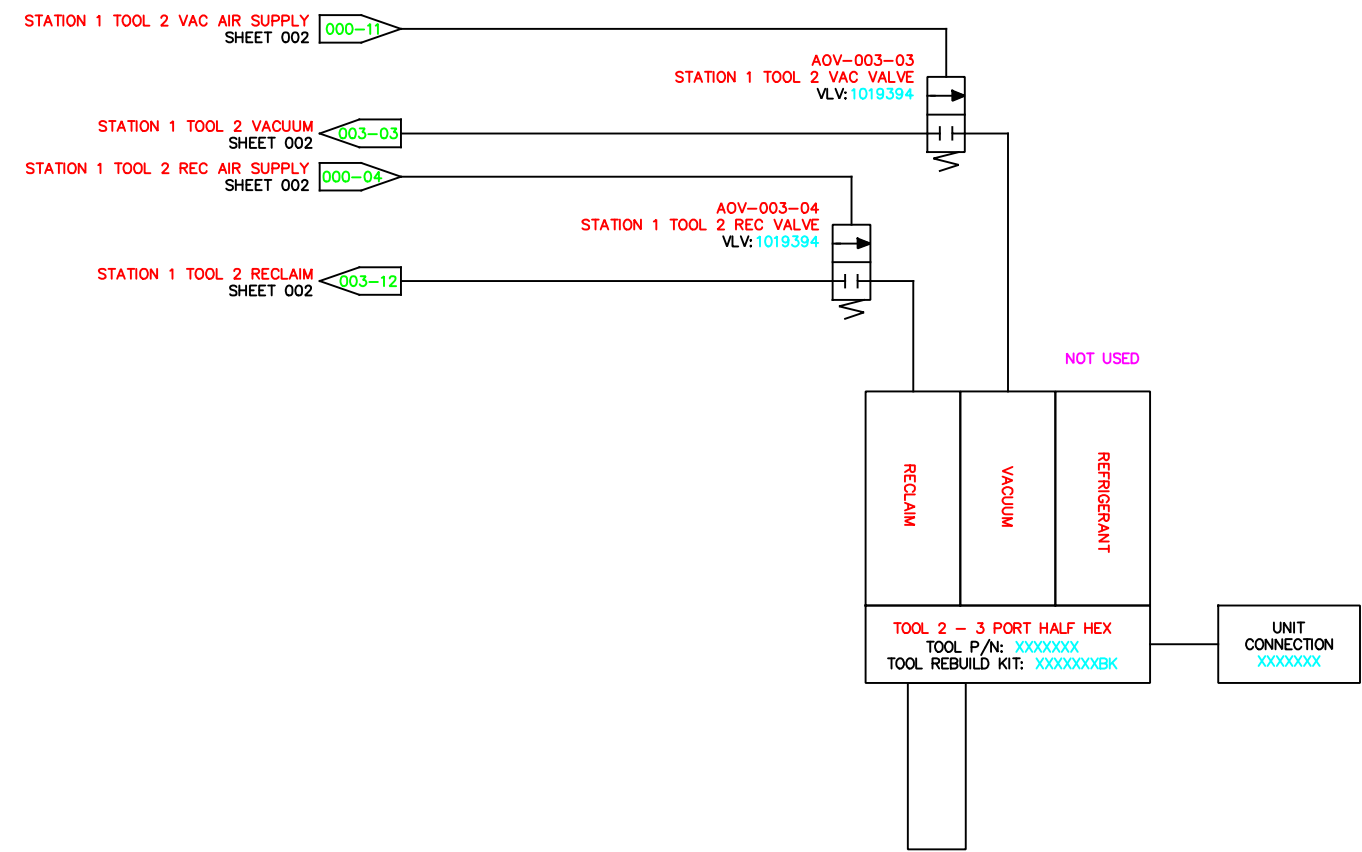 STATION 1 TOOL 2 VAC AIR SUPPLY
SHEET 002
000-11
AOV-003-03
STATION 1 TOOL 2 VAC VALVE
VLV: 1019394
STATION 1 TOOL 2 VACUUM
SHEET 002
003-03
STATION 1 TOOL 2 REC AIR SUPPLY
SHEET 002
000-04
AOV-003-04
STATION 1 TOOL 2 REC VALVE
VLV: 1019394
STATION 1 TOOL 2 RECLAIM
SHEET 002
003-12
NOT USED
RECLAIM
VACUUM
REFRIGERANT
TOOL 2 - 3 PORT HALF HEX
TOOL P/N: XXXXXXX
TOOL REBUILD KIT: XXXXXXXBK
UNIT
CONNECTION
XXXXXXX